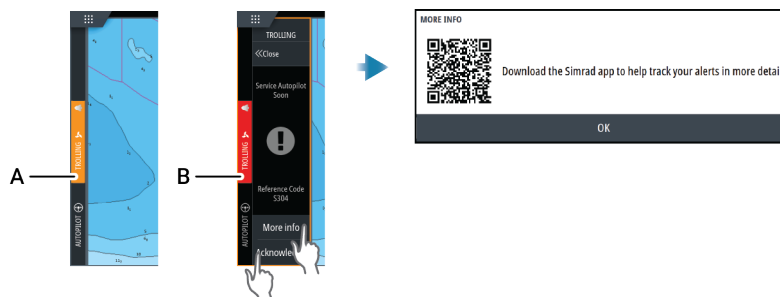 A
TROLLING
AUTOPILOT
B
TROLLING
AUTOPILOT
TROLLING
Close
Service Autopilot
Soon
Reference Code
S304
More info
MORE INFO
Download the Simrad app to help track your alerts in more detai
OK